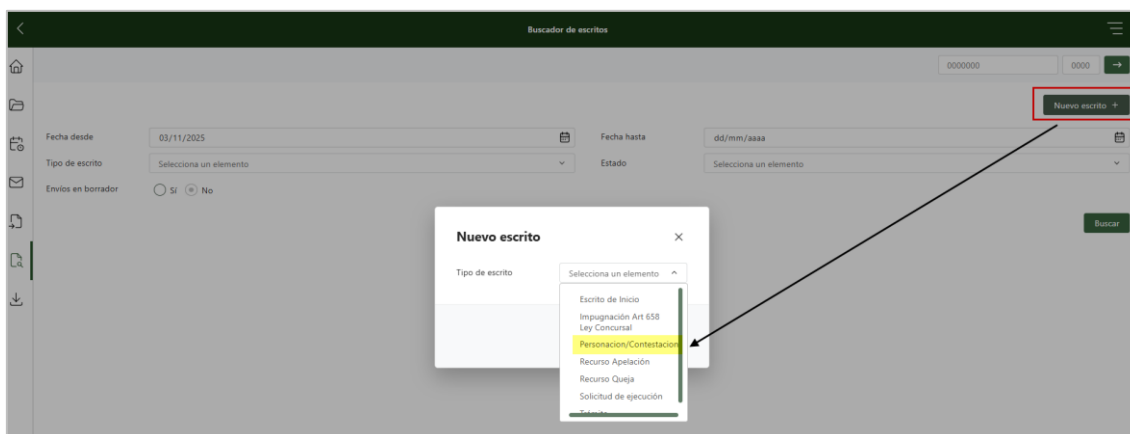 Buscador de escritos
0000000 0000
Nuevo escrito +
Fecha desde 03/11/2025 Fecha hasta dd/mm/aaaa
Tipo de escrito Selecciona un elemento Estado Selecciona un elemento
Envíos en borrador Sí No
Buscar
Nuevo escrito
Tipo de escrito Selecciona un elemento
Escrito de Inicio
Impugnación Art 658
Ley Concursal
Personacion/Contestacion
Recurso Apelación
Recurso Queja
Solicitud de ejecución
Trámite